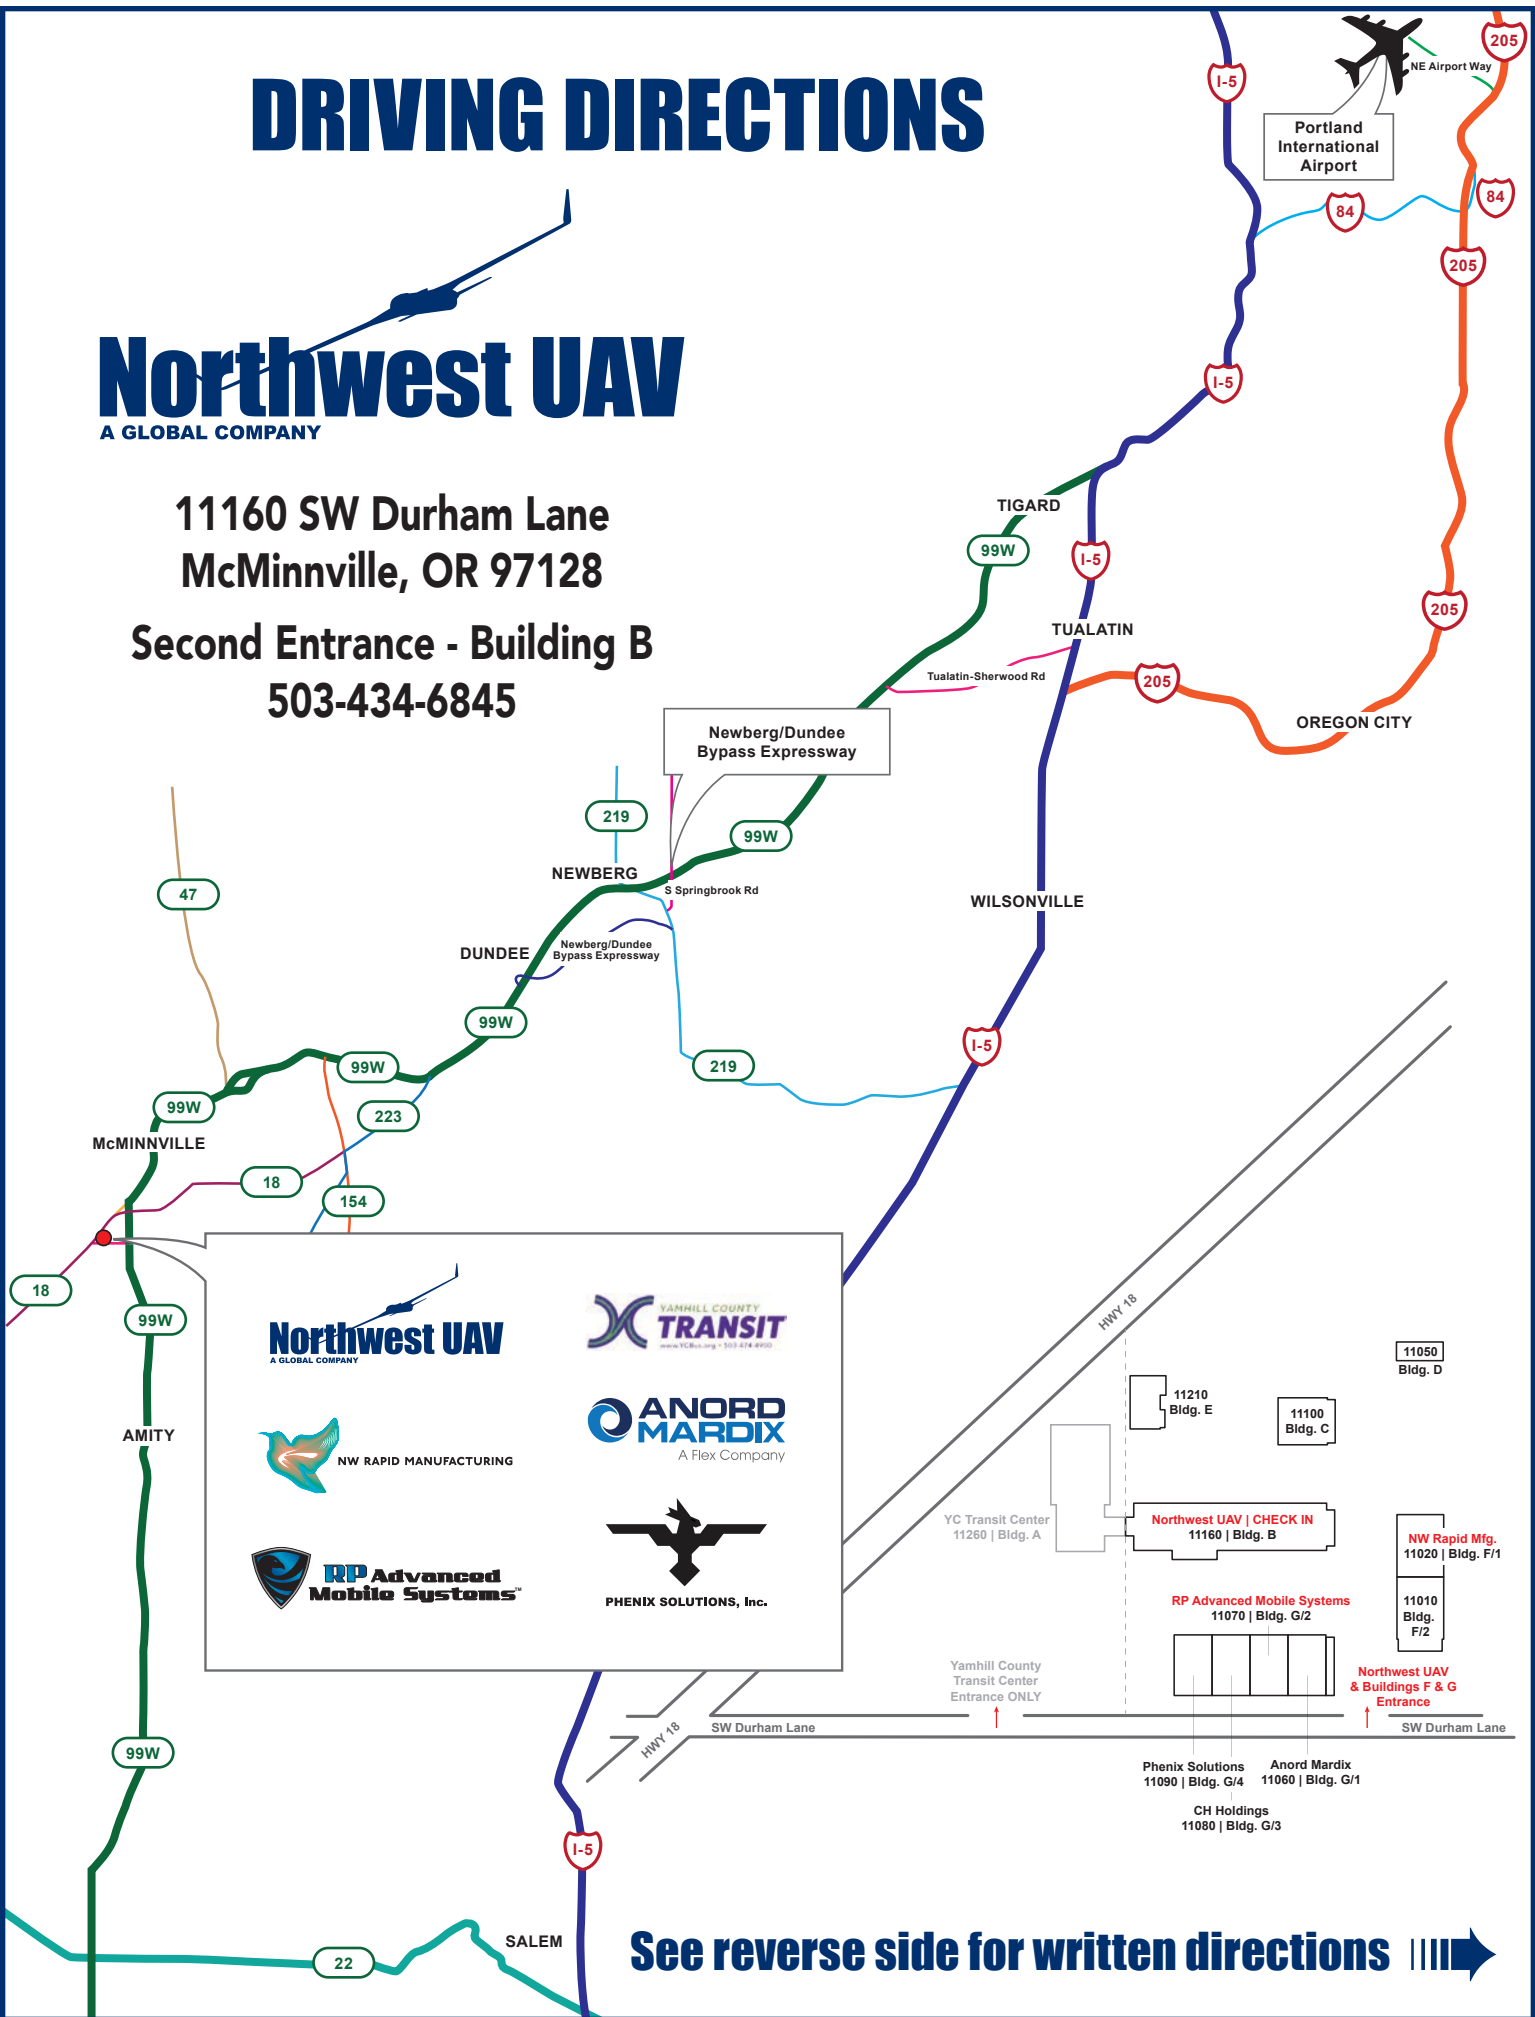 DRIVING DIRECTIONS
Northwest UAV
A GLOBAL COMPANY
11160 SW Durham Lane
McMinnville, OR 97128
Second Entrance - Building B
503-434-6845
I-5
205
NE Airport Way
Portland
International
Airport
84
84
205
I-5
TIGARD
99W
I-5
205
TUALATIN
Tualatin-Sherwood Rd
205
OREGON CITY
Newberg/Dundee
Bypass Expressway
219
99W
NEWBERG
S Springbrook Rd
47
WILSONVILLE
DUNDEE
Newberg/Dundee
Bypass Expressway
99W
I-5
219
99W
99W
223
McMINNVILLE
18
154
18
99W
AMITY
99W
Northwest UAV
A GLOBAL COMPANY
YAMHILL COUNTY
TRANSIT
www.YCBus.org • 503-474-4900
NW RAPID MANUFACTURING
ANORD
MARDIX
A Flex Company
RP Advanced
Mobile Systems™
PHENIX SOLUTIONS, Inc.
HWY 18
11050
Bldg. D
11210
Bldg. E
11100
Bldg. C
YC Transit Center
11260 | Bldg. A
Northwest UAV | CHECK IN
11160 | Bldg. B
NW Rapid Mfg.
11020 | Bldg. F/1
11010
Bldg.
F/2
RP Advanced Mobile Systems
11070 | Bldg. G/2
Yamhill County
Transit Center
Entrance ONLY
Northwest UAV
& Buildings F & G
Entrance
HWY 18
SW Durham Lane
SW Durham Lane
Phenix Solutions
11090 | Bldg. G/4
Anord Mardix
11060 | Bldg. G/1
CH Holdings
11080 | Bldg. G/3
I-5
SALEM
22
See reverse side for written directions